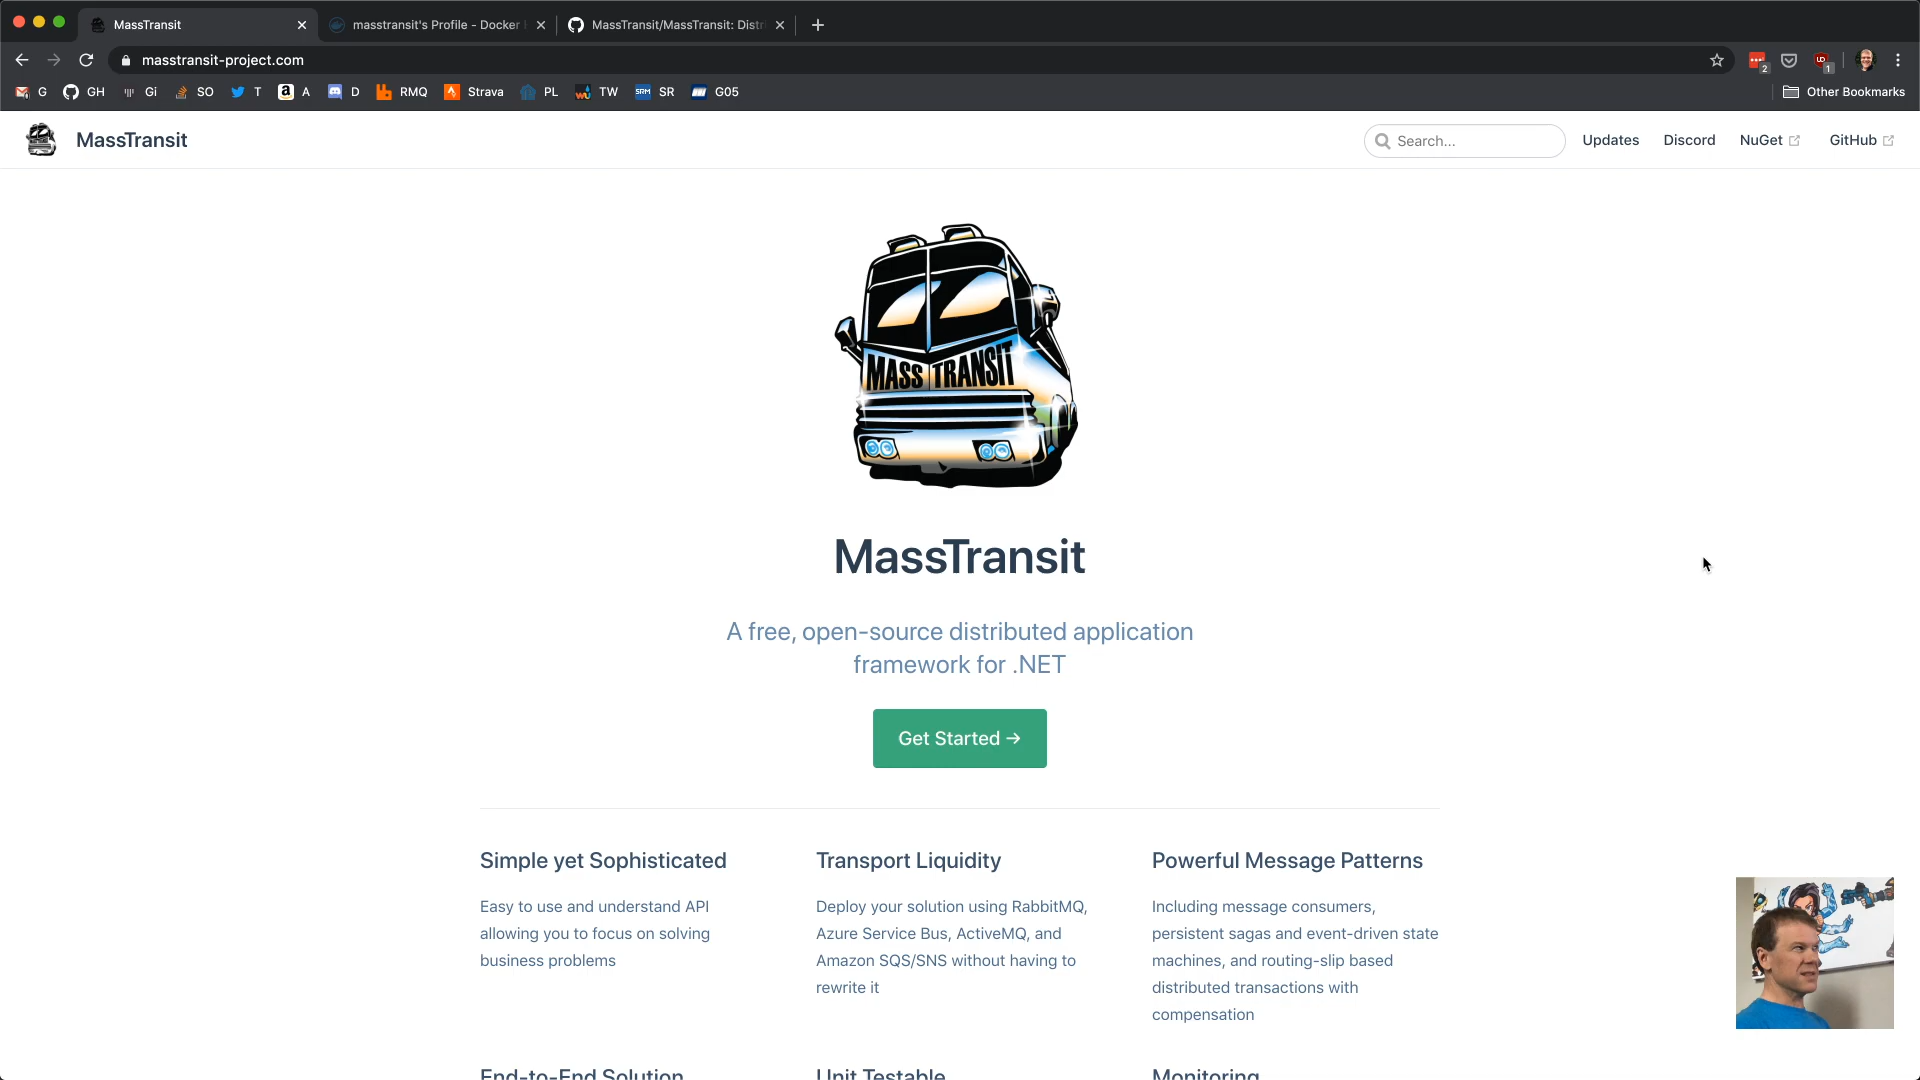 MassTransit
masstransit's Profile - Docker
MassTransit/MassTransit: Distr
masstransit-project.com
2
1
G
GH
Gi
SO
T
A
D
RMQ
Strava
PL
TW
SRM SR
G05
Other Bookmarks
MassTransit
Search...
Updates
Discord
NuGet
GitHub
MASS TRANSIT
MassTransit
A free, open-source distributed application
framework for .NET
Get Started →
Simple yet Sophisticated
Easy to use and understand API
allowing you to focus on solving
business problems
Transport Liquidity
Deploy your solution using RabbitMQ,
Azure Service Bus, ActiveMQ, and
Amazon SQS/SNS without having to
rewrite it
Powerful Message Patterns
Including message consumers,
persistent sagas and event-driven state
machines, and routing-slip based
distributed transactions with
compensation
End-to-End Solution
Unit Testable
Monitoring